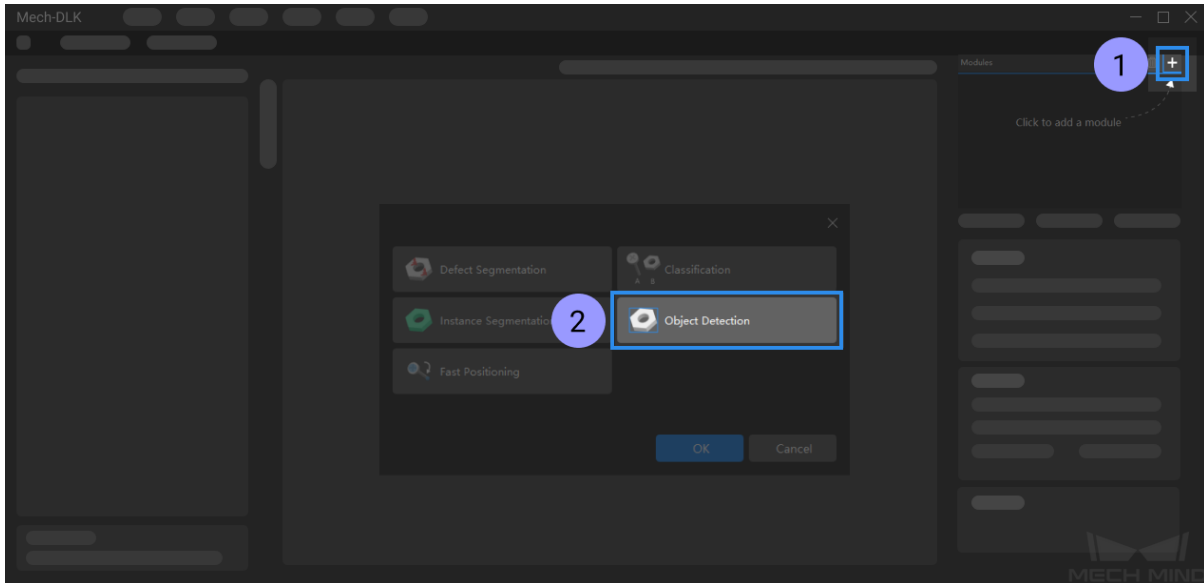 Mech-DLK
Modules
1
+
Click to add a module
Defect Segmentation
Classification
Instance Segmentation
2
Object Detection
Fast Positioning
OK
Cancel
MECH MIND